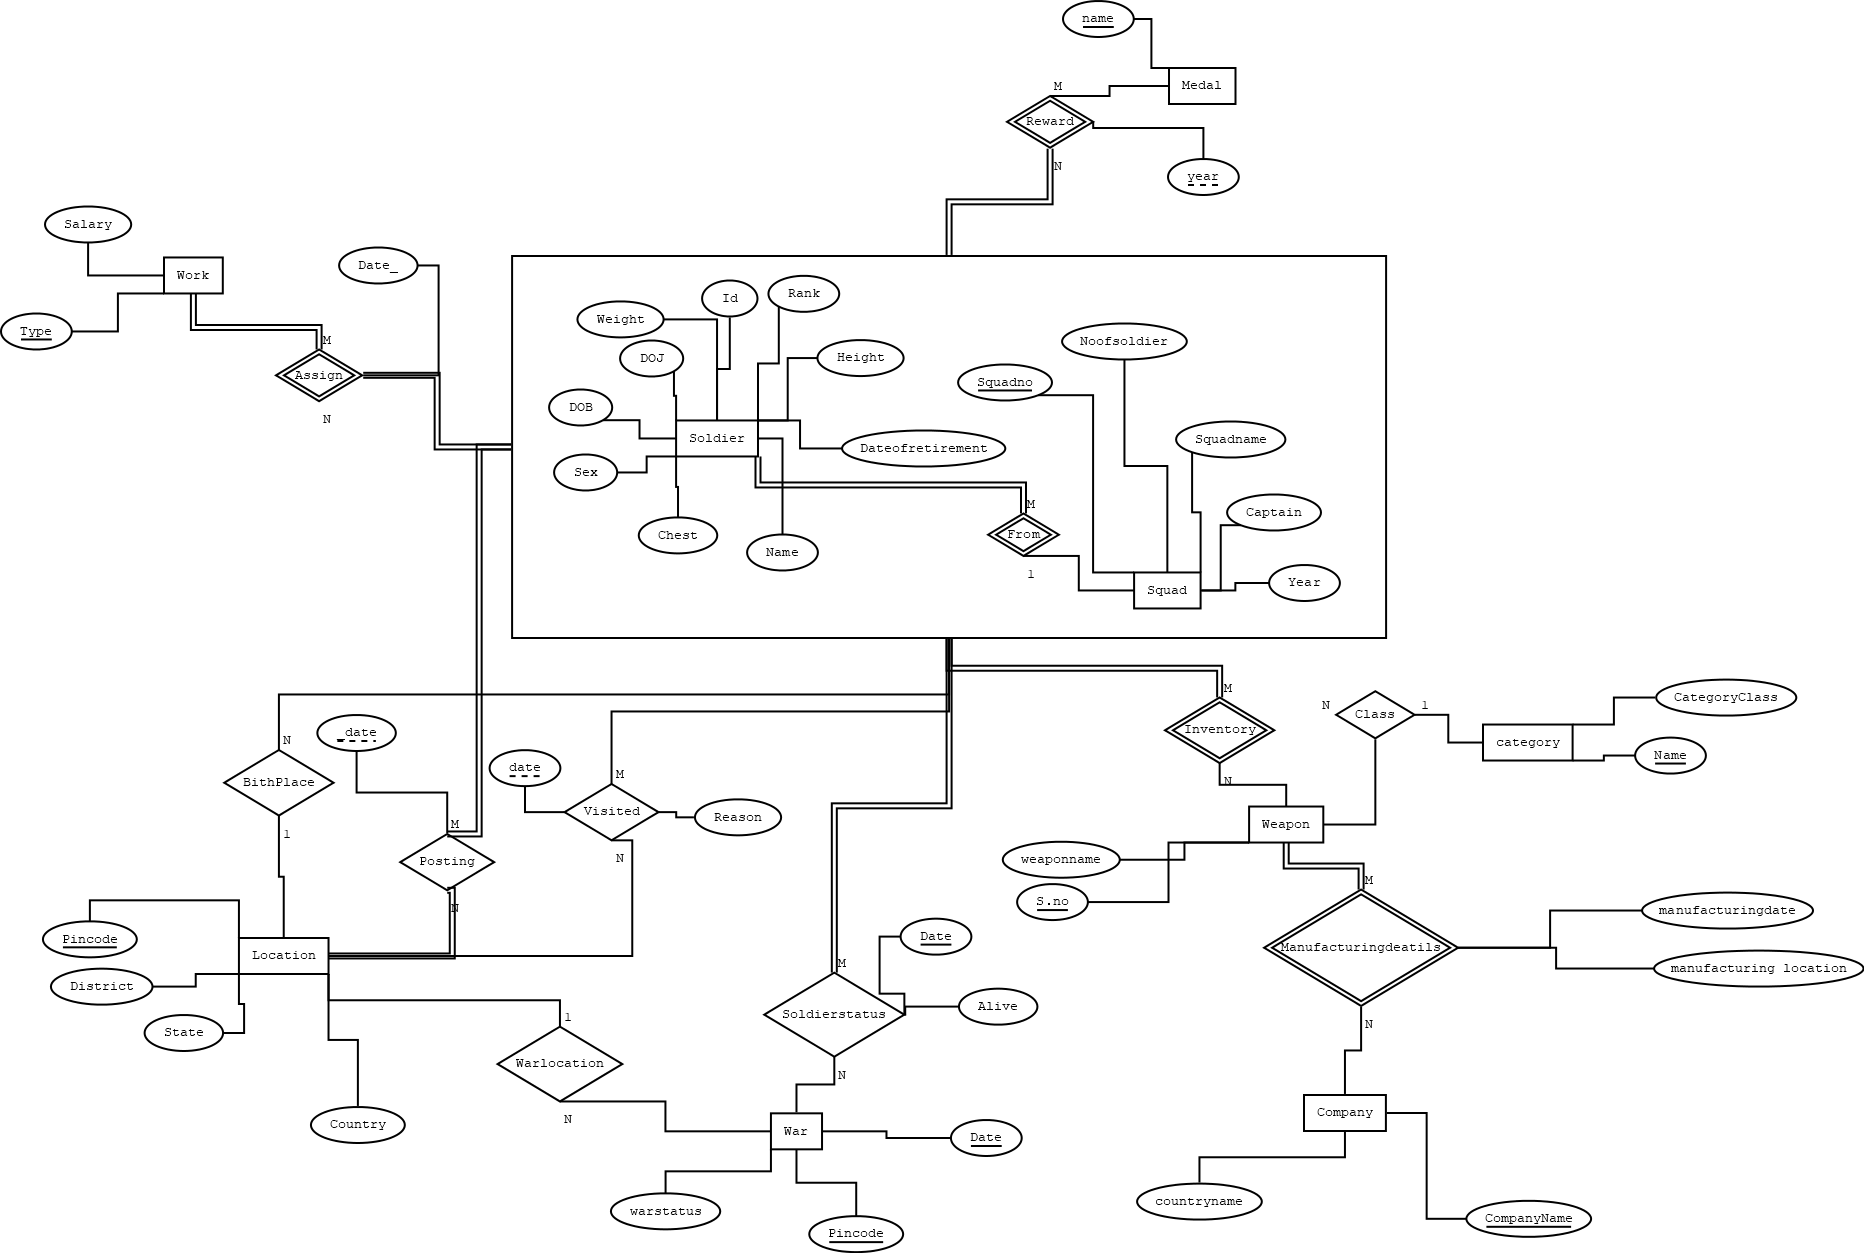 name
Medal
M
Reward
N
year
Salary
Work
Type
Date_
M
Assign
N
Weight
Id
Rank
DOJ
Height
DOB
Soldier
Dateofretirement
Sex
Chest
Name
Noofsoldier
Squadno
Squadname
M
From
1
Captain
Squad
Year
N
BithPlace
1
_date
M
Posting
N
date
M
Visited
N
Reason
M
Inventory
N
N
Class
1
category
CategoryClass
Name
Weapon
weaponname
S.no
M
Manufacturingdeatils
N
manufacturingdate
manufacturing location
Pincode
Location
District
State
Country
1
Warlocation
N
M
Soldierstatus
N
Date
Alive
War
Date
warstatus
Pincode
Company
countryname
CompanyName